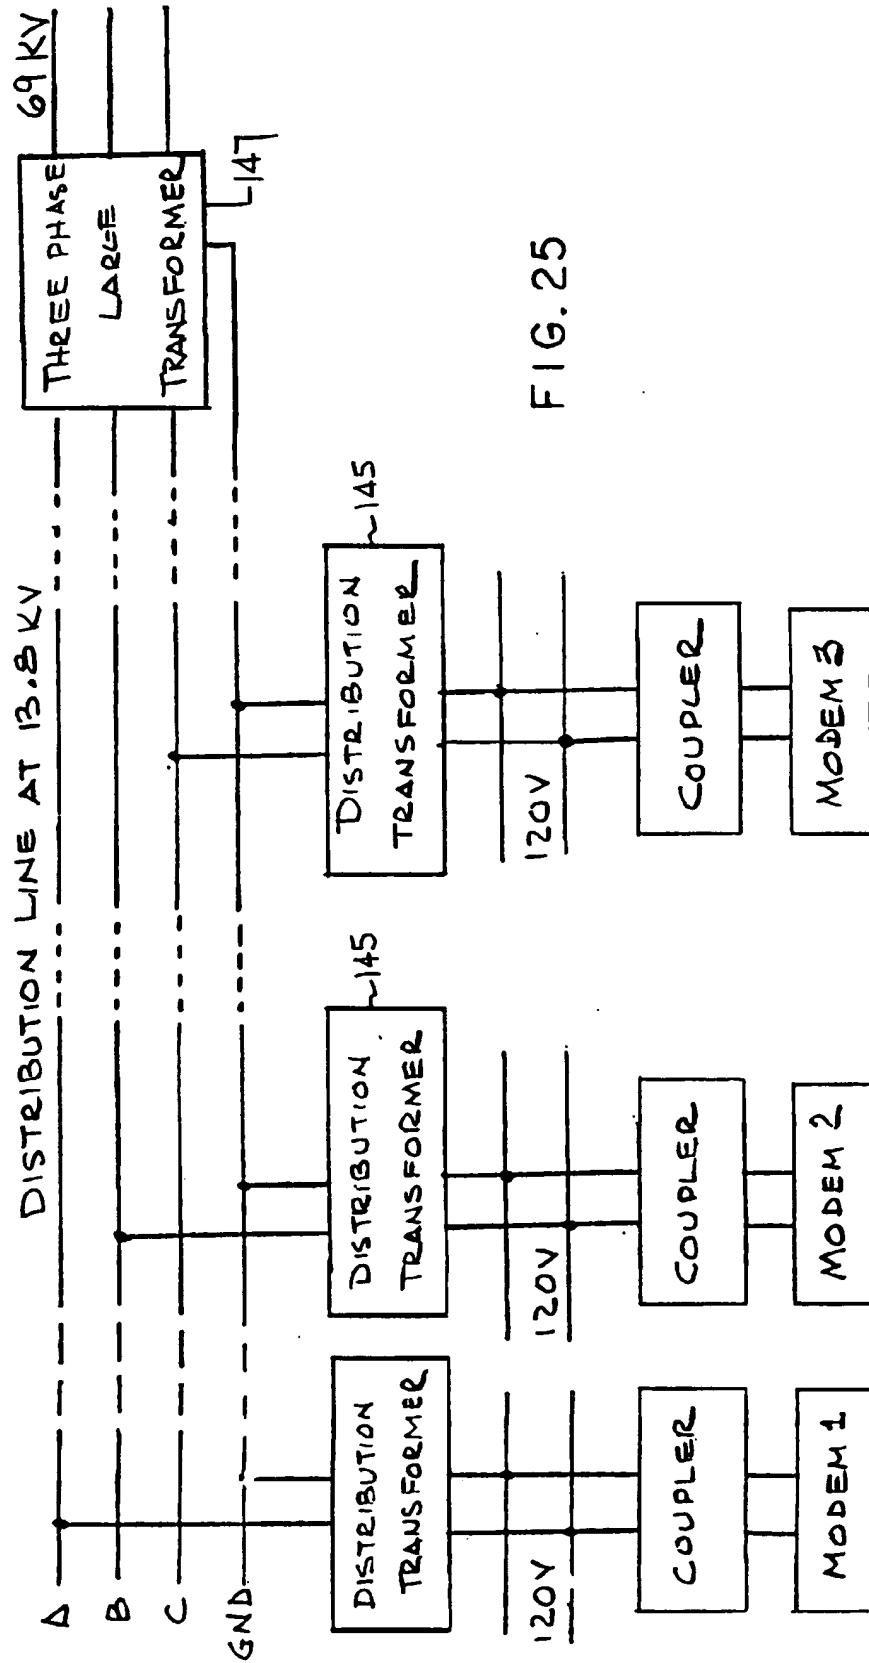 DISTRIBUTION LINE AT 13.8 KV
69 KV
A
B
C
GND
THREE PHASE
LARGE
TRANSFORMER
147
DISTRIBUTION
TRANSFORMER
DISTRIBUTION
TRANSFORMER
145
DISTRIBUTION
TRANSFORMER
145
120V
120V
120V
COUPLER
COUPLER
COUPLER
MODEM 1
MODEM 2
MODEM 3
FIG. 25